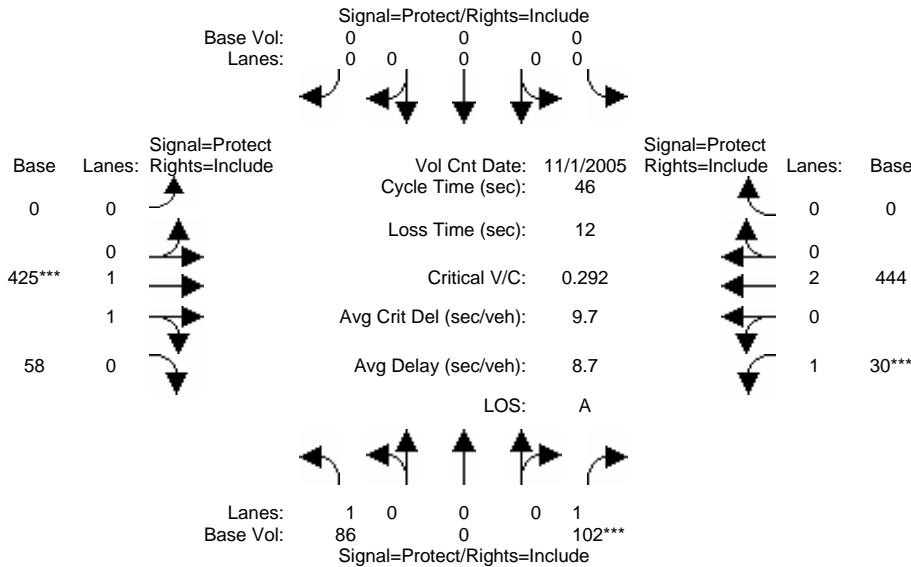 Signal=Protect/Rights=Include
Base Vol: 0 0 0
Lanes: 0 0 0 0 0
Signal=Protect Signal=Protect
Base Lanes: Rights=Include Vol Cnt Date: 11/1/2005 Rights=Include Lanes: Base
Cycle Time (sec): 46
0 0 0 0
Loss Time (sec): 12
0 0
425*** 1 Critical V/C: 0.292 2 444
1 Avg Crit Del (sec/veh): 9.7 0
58 0 Avg Delay (sec/veh): 8.7 1 30***
LOS: A
Lanes: 1 0 0 0 1
Base Vol: 86 0 102***
Signal=Protect/Rights=Include